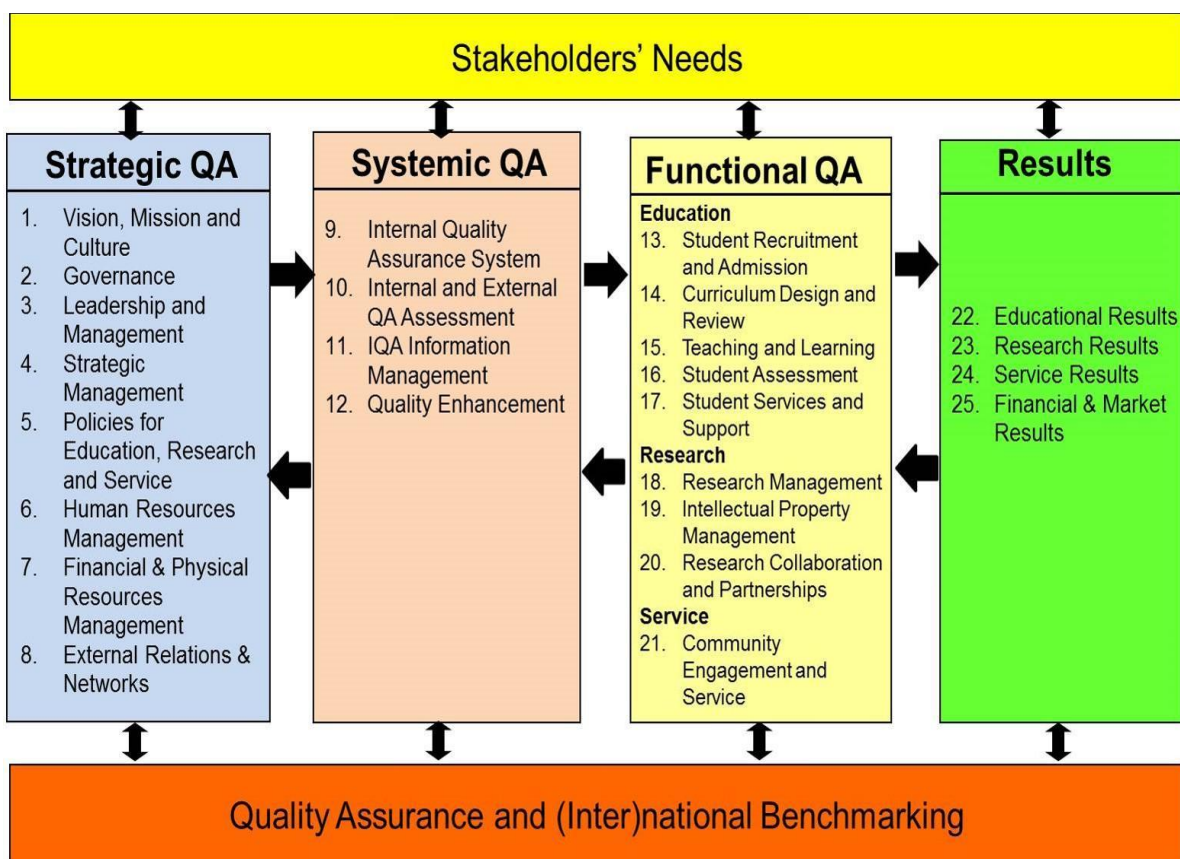 Stakeholders' Needs
Strategic QA
1. Vision, Mission and
Culture
2. Governance
3. Leadership and
Management
4. Strategic
Management
5. Policies for
Education, Research
and Service
6. Human Resources
Management
7. Financial & Physical
Resources
Management
8. External Relations &
Networks
Systemic QA
9. Internal Quality
Assurance System
10. Internal and External
QA Assessment
11. IQA Information
Management
12. Quality Enhancement
Functional QA
Education
13. Student Recruitment
and Admission
14. Curriculum Design and
Review
15. Teaching and Learning
16. Student Assessment
17. Student Services and
Support
Research
18. Research Management
19. Intellectual Property
Management
20. Research Collaboration
and Partnerships
Service
21. Community
Engagement and
Service
Results
22. Educational Results
23. Research Results
24. Service Results
25. Financial & Market
Results
Quality Assurance and (Inter)national Benchmarking